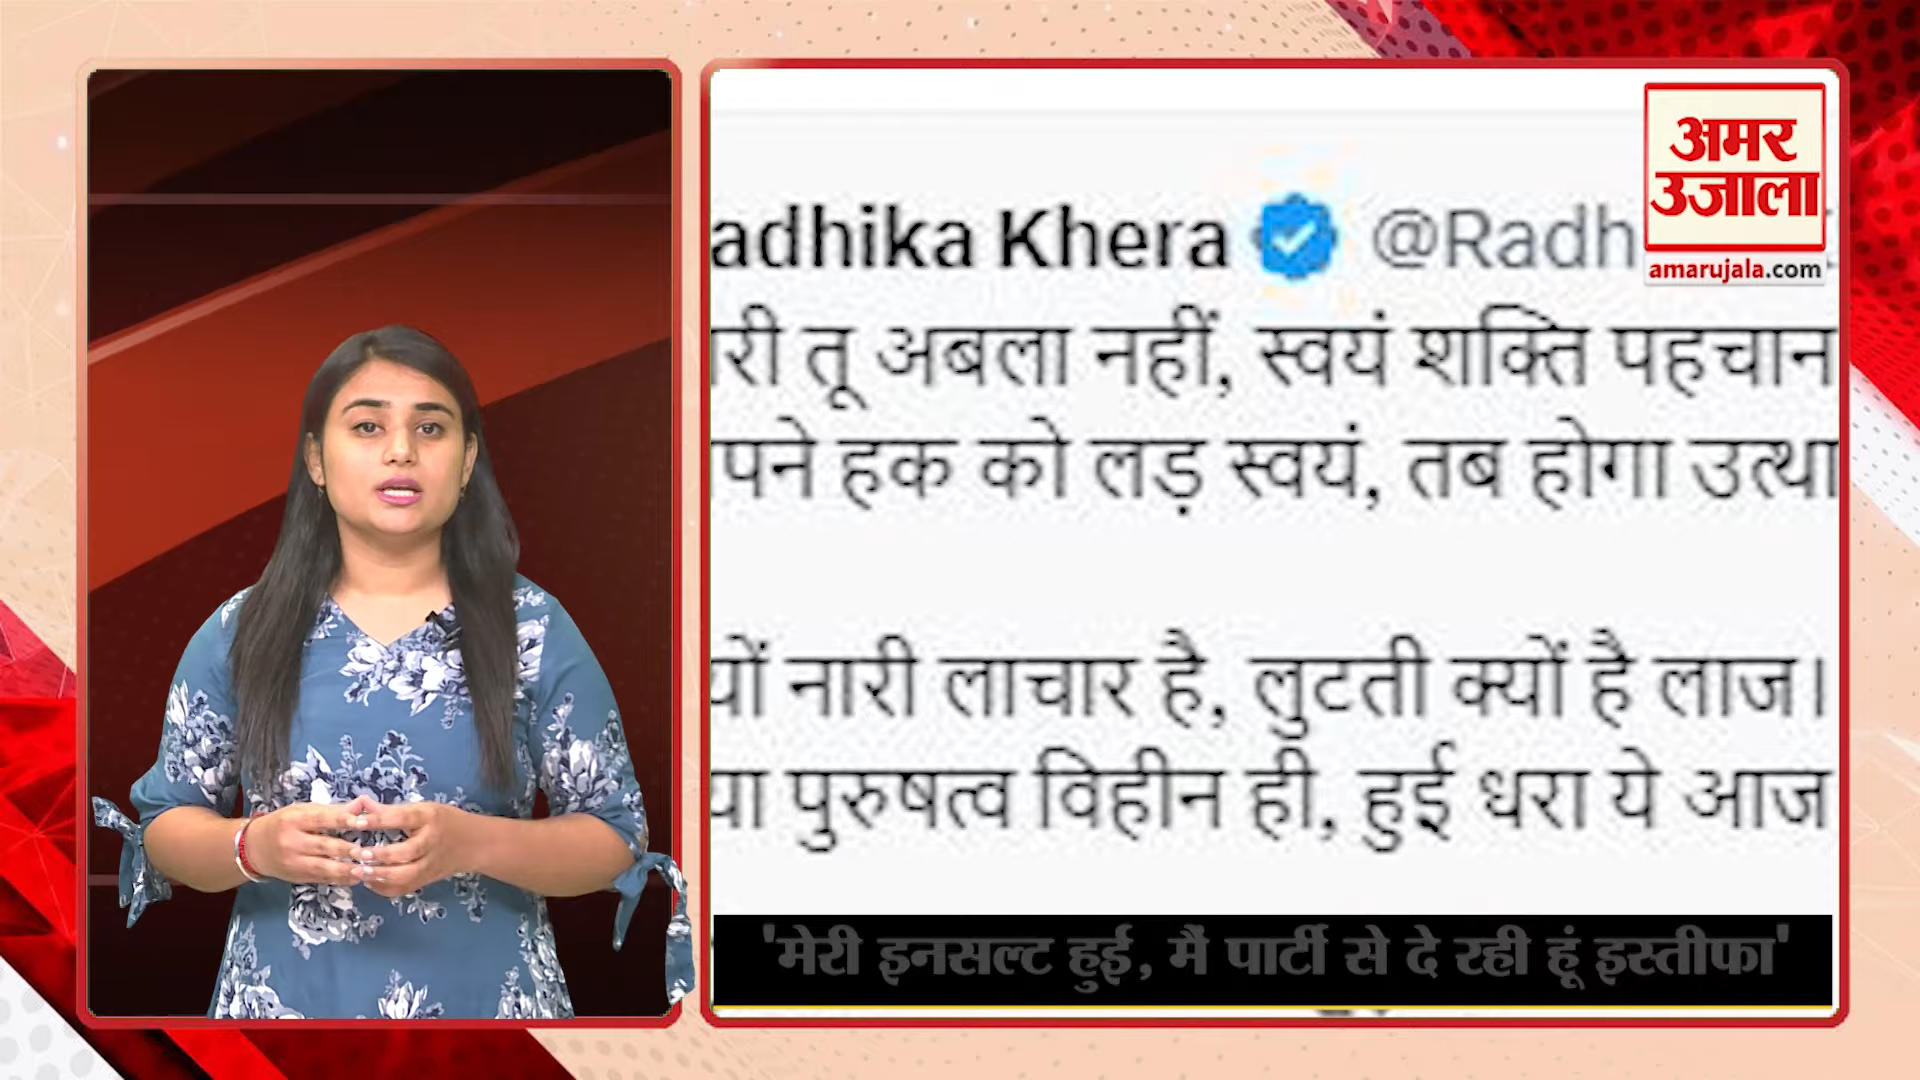 अमर
उजाला
amarujala.com
adhika Khera @Radh
री तू अबला नहीं, स्वयं शक्ति पहचान
पने हक को लड़ स्वयं, तब होगा उत्था
यों नारी लाचार है, लुटती क्यों है लाज।
या पुरुषत्व विहीन ही, हुई धरा ये आज
'मेरी इनसल्ट हुई, मैं पार्टी से दे रही हूं इस्तीफा'